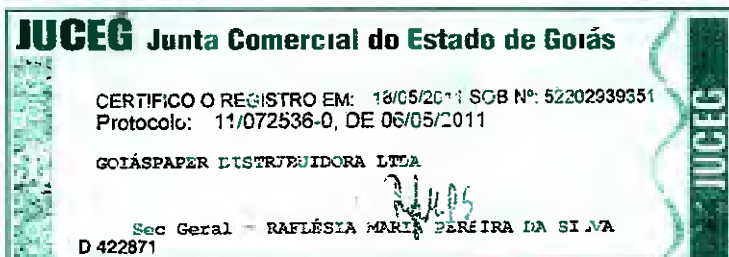 JUCEG Junta Comercial do Estado de Goiás
CERTIFICO O REGISTRO EM: 18/05/2011 SOB Nº: 52202939351
Protocolo: 11/072536-0, DE 06/05/2011
GOIÁSPAPER DISTRIBUIDORA LTDA
Sec Geral - RAFLÉSIA MARIA PEREIRA DA SILVA
D 422871
JUCEG